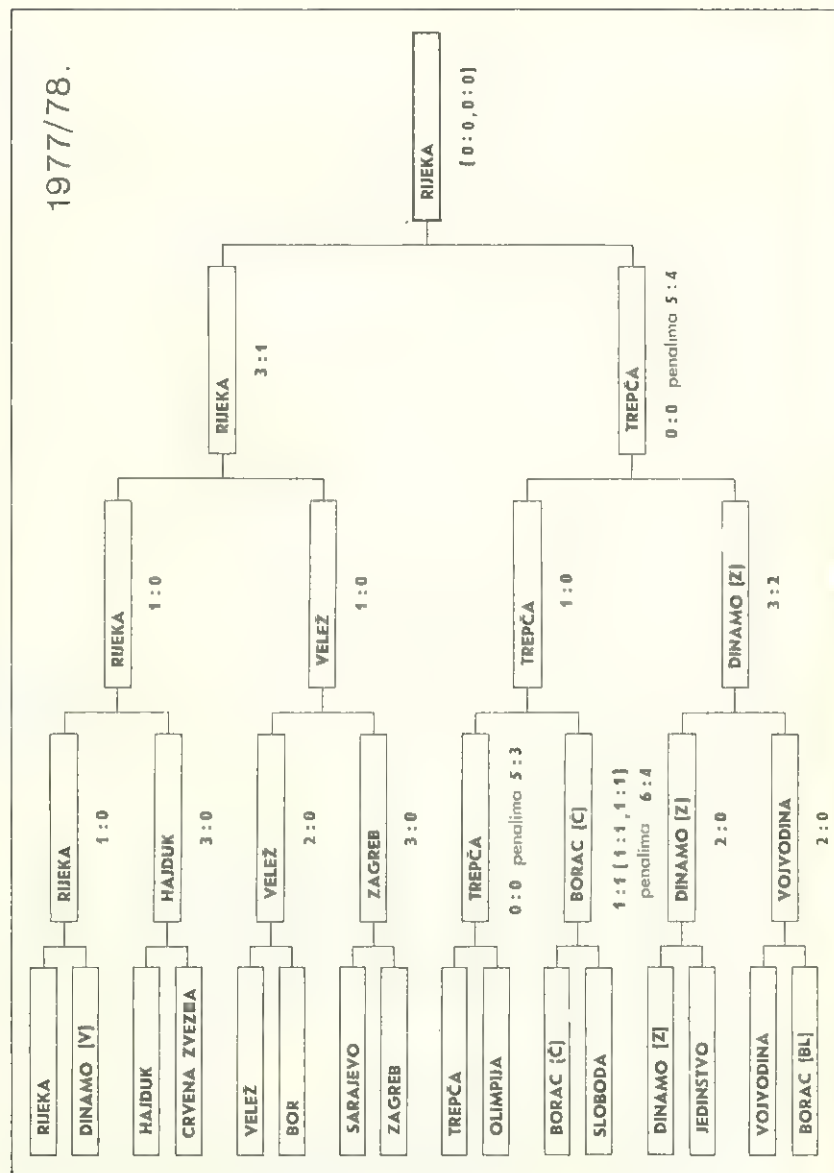 1977/78.
RIJEKA
DINAMO (V)
HAJDUK
CRVENA ZVEZDA
VELEŽ
BOR
SARAJEVO
ZAGREB
TREPČA
OLIMPIJA
BORAC (Č)
SLOBODA
DINAMO (Z)
JEDINSTVO
VOJVODINA
BORAC (BL)
RIJEKA
1:0
HAJDUK
3:0
VELEŽ
2:0
ZAGREB
3:0
TREPČA
0:0 penalima 5:3
BORAC (Č)
1:1 (1:1, 1:1)
penalima 6:4
DINAMO (Z)
2:0
VOJVODINA
2:0
RIJEKA
1:0
VELEŽ
1:0
TREPČA
1:0
DINAMO (Z)
3:2
RIJEKA
3:1
TREPČA
0:0 penalima 5:4
RIJEKA
(0:0, 0:0)